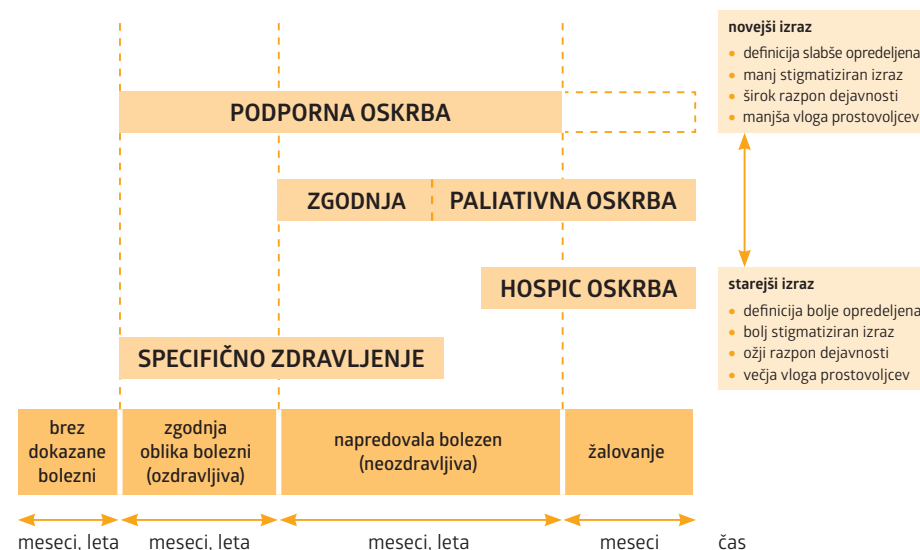 novejši izraz
• definicija slabše opredeljena
• manj stigmatiziran izraz
• širok razpon dejavnosti
• manjša vloga prostovoljcev
PODPORNA OSKRBA
ZGODNJA
PALIATIVNA OSKRBA
HOSPIC OSKRBA
starejši izraz
• definicija bolje opredeljena
• bolj stigmatiziran izraz
• ožji razpon dejavnosti
• večja vloga prostovoljcev
SPECIFIČNO ZDRAVLJENJE
brez
dokazane
bolezni
zgodnja
oblika bolezni
(ozdravljiva)
napredovala bolezen
(neozdravljiva)
žalovanje
meseci, leta
meseci, leta
meseci, leta
meseci
čas